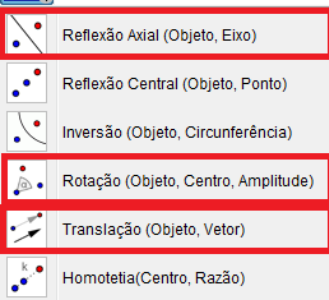 Reflexão Axial (Objeto, Eixo)
Reflexão Central (Objeto, Ponto)
Inversão (Objeto, Circunferência)
α
Rotação (Objeto, Centro, Amplitude)
Translação (Objeto, Vetor)
k
Homotetia(Centro, Razão)